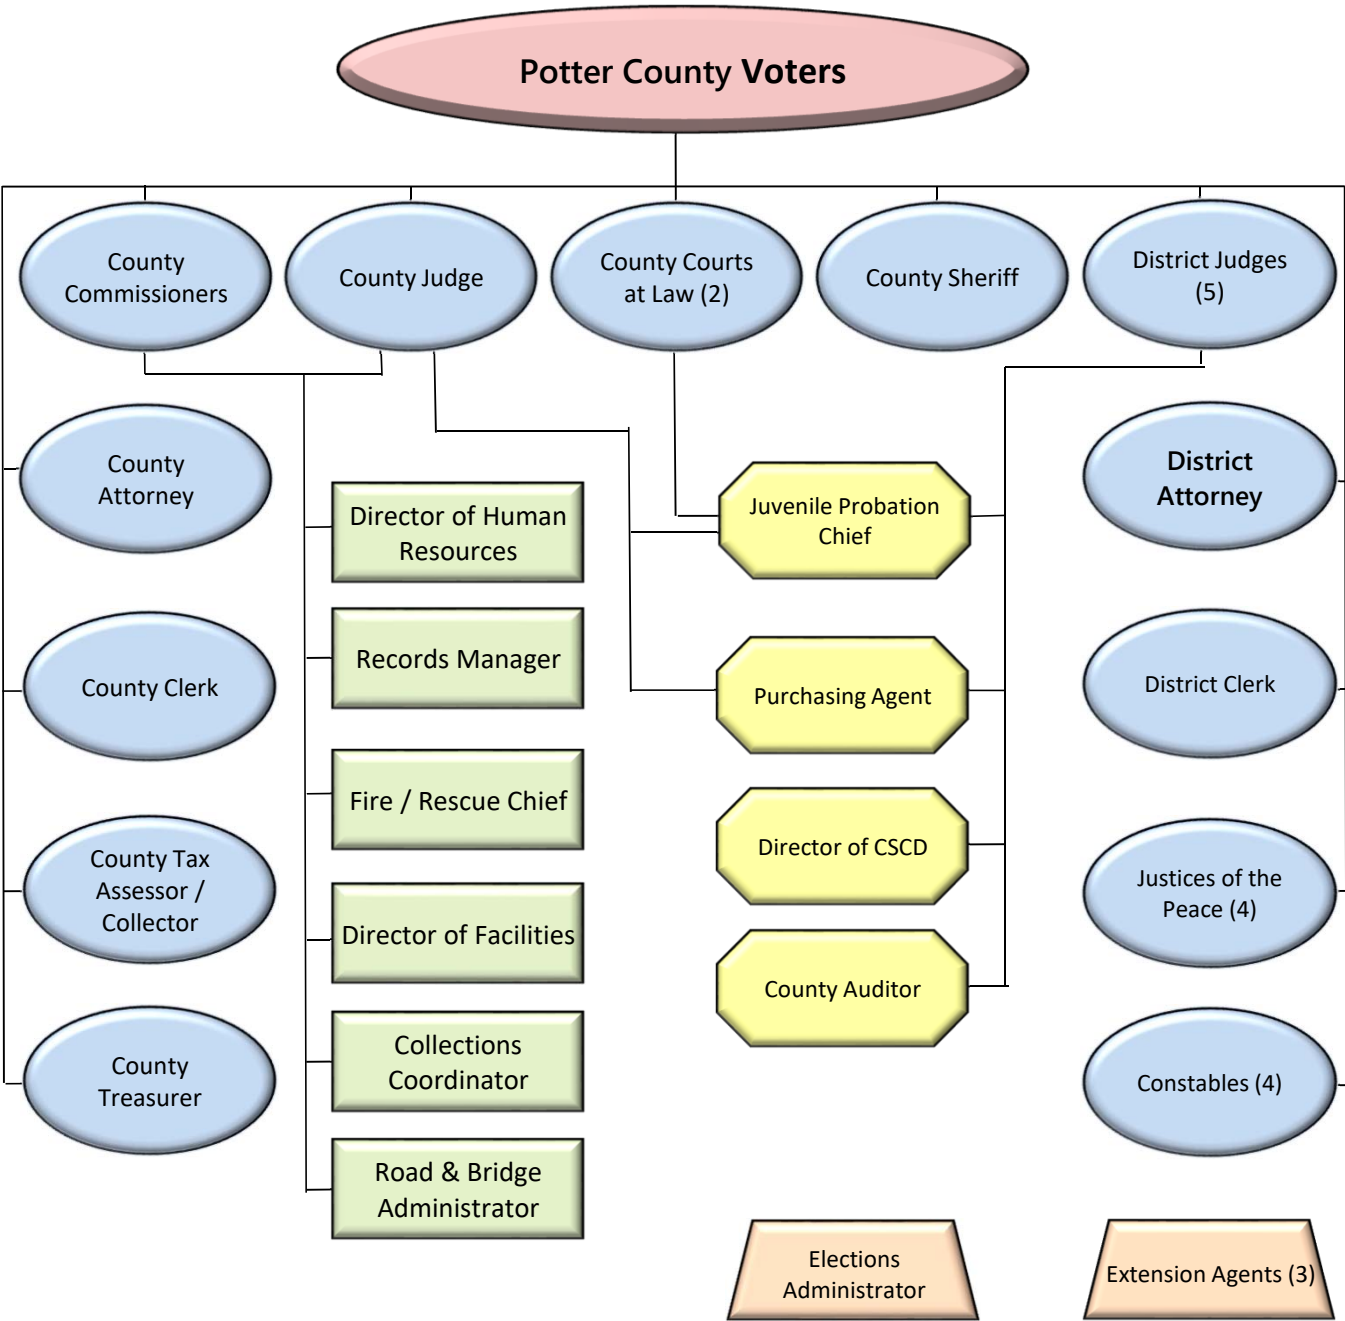 Potter County Voters
County
Commissioners
County Judge
County Courts
at Law (2)
County Sheriff
District Judges
(5)
County
Attorney
District
Attorney
Director of Human
Resources
Juvenile Probation
Chief
County Clerk
Records Manager
Purchasing Agent
District Clerk
Fire / Rescue Chief
Director of CSCD
County Tax
Assessor /
Collector
Justices of the
Peace (4)
Director of Facilities
County Auditor
County
Treasurer
Collections
Coordinator
Constables (4)
Road & Bridge
Administrator
Elections
Administrator
Extension Agents (3)